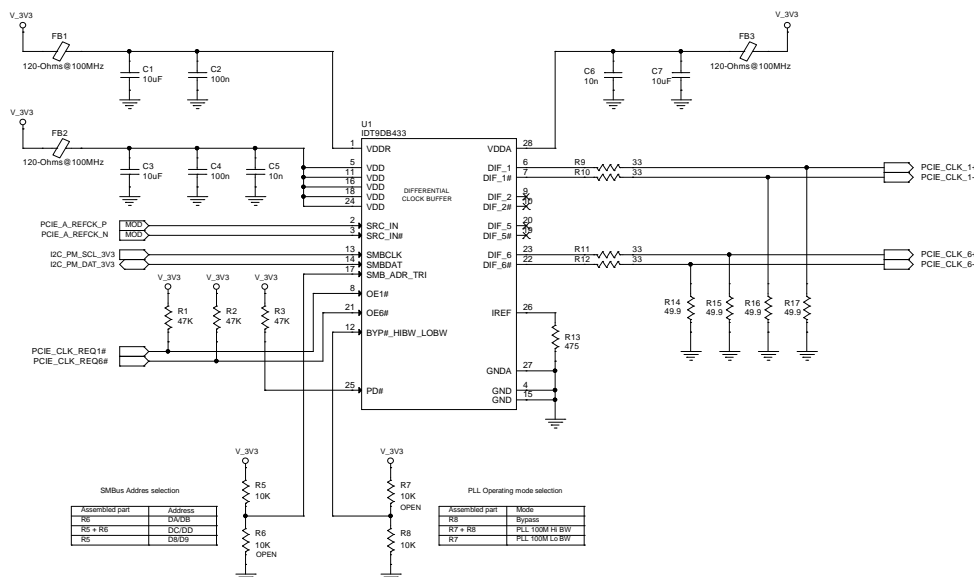 V_3V3
FB1
120-Ohms@100MHz
C1
10uF
C2
100n
V_3V3
FB3
120-Ohms@100MHz
C6
10n
C7
10uF
V_3V3
FB2
120-Ohms@100MHz
C3
10uF
C4
100n
C5
10n
U1
IDT9DB433
DIFFERENTIAL
CLOCK BUFFER
1 VDDR
5 VDD
11 VDD
16 VDD
18 VDD
24 VDD
2 SRC_IN
3 SRC_IN#
13 SMBCLK
14 SMBDAT
17 SMB_ADR_TRI
8 OE1#
21 OE6#
12 BYP#_HIBW_LOBW
25 PD#
VDDA 28
DIF_1 6
DIF_1# 7
DIF_2 9
DIF_2# 10
DIF_5 20
DIF_5# 19
DIF_6 23
DIF_6# 22
IREF 26
GNDA 27
GND 4
GND 15
PCIE_A_REFCK_P MOD
PCIE_A_REFCK_N MOD
I2C_PM_SCL_3V3
I2C_PM_DAT_3V3
V_3V3 V_3V3 V_3V3
R1
47K
R2
47K
R3
47K
PCIE_CLK_REQ1#
PCIE_CLK_REQ6#
R9 33
R10 33
R11 33
R12 33
PCIE_CLK_1-
PCIE_CLK_1-
PCIE_CLK_6-
PCIE_CLK_6-
R14
49.9
R15
49.9
R16
49.9
R17
49.9
R13
475
V_3V3
R5
10K
R6
10K
OPEN
V_3V3
R7
10K
OPEN
R8
10K
SMBus Addres selection
Assembled part Address
R6 DA/DB
R5 + R6 DC/DD
R5 D8/D9
PLL Operating mode selection
Assembled part Mode
R8 Bypass
R7 + R8 PLL 100M Hi BW
R7 PLL 100M Lo BW